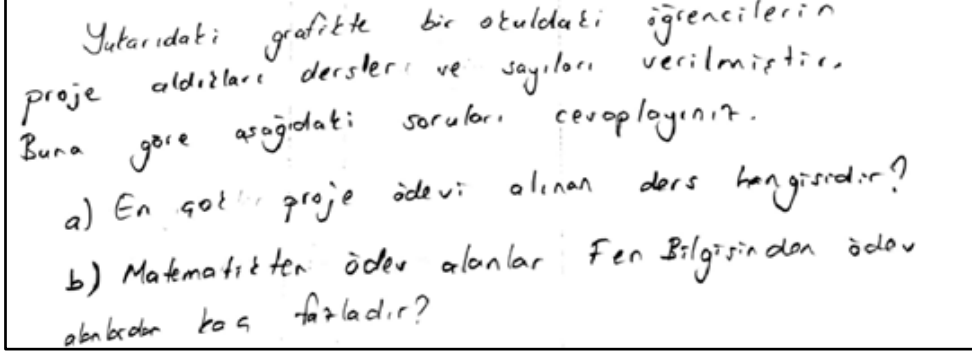 Yukarıdaki grafikte bir okuldaki öğrencilerin
proje aldıkları dersler ve sayıları verilmiştir.
Buna göre aşağıdaki soruları cevaplayınız.
a) En çok proje ödevi alınan ders hangisidir?
b) Matematikten ödev alanlar Fen Bilgisinden ödev
alanlardan kaç fazladır?